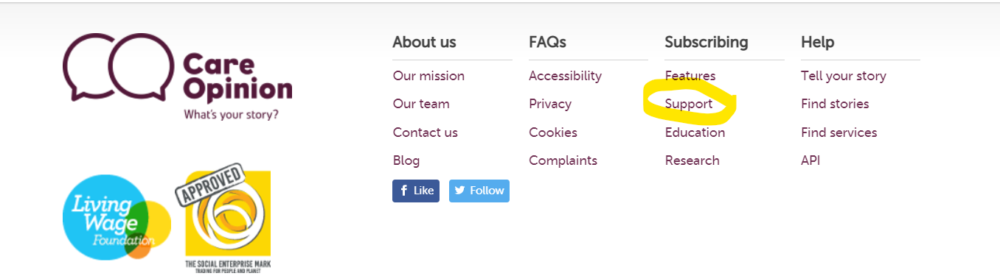 Care
Opinion
What's your story?
About us
Our mission
Our team
Contact us
Blog
Like
Follow
FAQs
Accessibility
Privacy
Cookies
Complaints
Subscribing
Features
Support
Education
Research
Help
Tell your story
Find stories
Find services
API
Living
Wage
Foundation
APPROVED
THE SOCIAL ENTERPRISE MARK
TRADING FOR PEOPLE AND PLANET